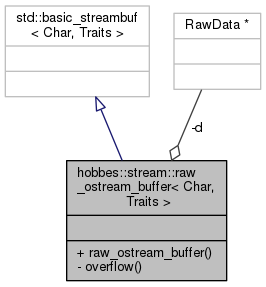 std::basic_streambuf
< Char, Traits >
RawData *
-d
hobbes::stream::raw
_ostream_buffer< Char,
Traits >
+ raw_ostream_buffer()
- overflow()